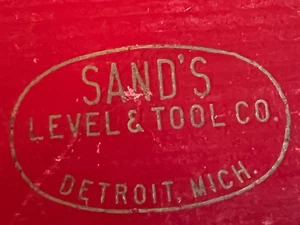 SAND'S
LEVEL & TOOL CO.
DETROIT, MICH.